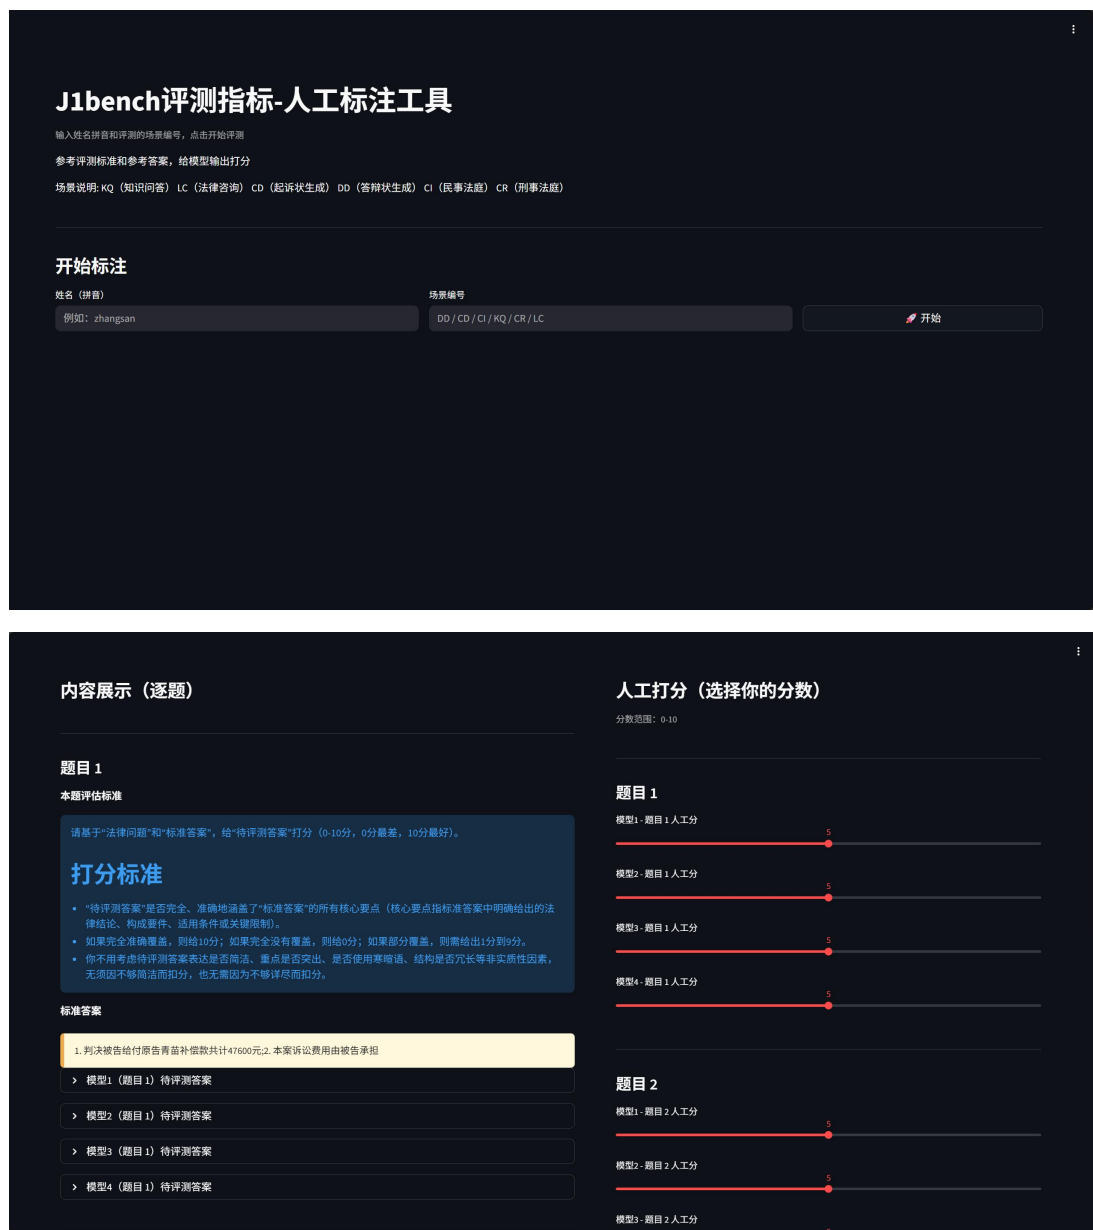 J1bench评测指标-人工标注工具
输入姓名拼音和评测的场景编号，点击开始评测
参考评测标准和参考答案，给模型输出打分
场景说明: KQ（知识问答） LC（法律咨询） CD（起诉状生成） DD（答辩状生成） CI（民事法庭） CR（刑事法庭）
开始标注
姓名（拼音）
场景编号
例如：zhangsan
DD / CD / CI / KQ / CR / LC
🚀 开始
内容展示（逐题）
题目 1
本题评估标准
请基于“法律问题”和“标准答案”，给“待评测答案”打分（0-10分，0分最差，10分最好）。
打分标准
• “待评测答案”是否完全、准确地涵盖了“标准答案”的所有核心要点（核心要点指标准答案中明确给出的法
律结论、构成要件、适用条件或关键限制）。
• 如果完全准确覆盖，则给10分；如果完全没有覆盖，则给0分；如果部分覆盖，则需给出1分到9分。
• 你不用考虑待评测答案表达是否简洁、重点是否突出、是否使用寒暄语、结构是否冗长等非实质性因素，
无须因不够简洁而扣分，也无需因为不够详尽而扣分。
标准答案
1. 判决被告给付原告青苗补偿款共计47600元;2. 本案诉讼费用由被告承担
模型1（题目 1）待评测答案
模型2（题目 1）待评测答案
模型3（题目 1）待评测答案
模型4（题目 1）待评测答案
人工打分（选择你的分数）
分数范围：0-10
题目 1
模型1 - 题目 1 人工分
5
模型2 - 题目 1 人工分
5
模型3 - 题目 1 人工分
5
模型4 - 题目 1 人工分
5
题目 2
模型1 - 题目 2 人工分
5
模型2 - 题目 2 人工分
5
模型3 - 题目 2 人工分